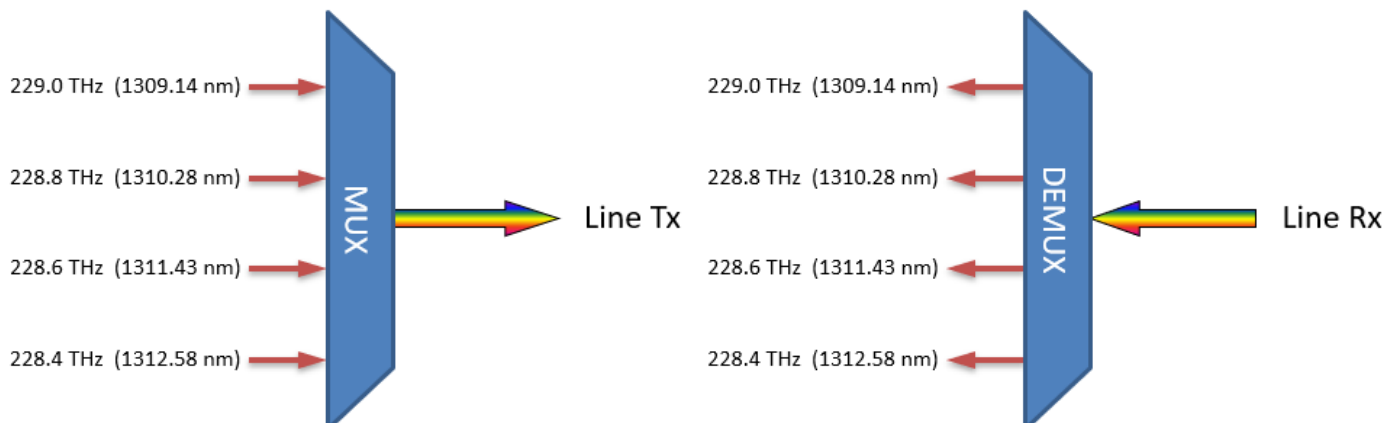 229.0 THz (1309.14 nm)
228.8 THz (1310.28 nm)
228.6 THz (1311.43 nm)
228.4 THz (1312.58 nm)
MUX
Line Tx
229.0 THz (1309.14 nm)
228.8 THz (1310.28 nm)
228.6 THz (1311.43 nm)
228.4 THz (1312.58 nm)
DEMUX
Line Rx